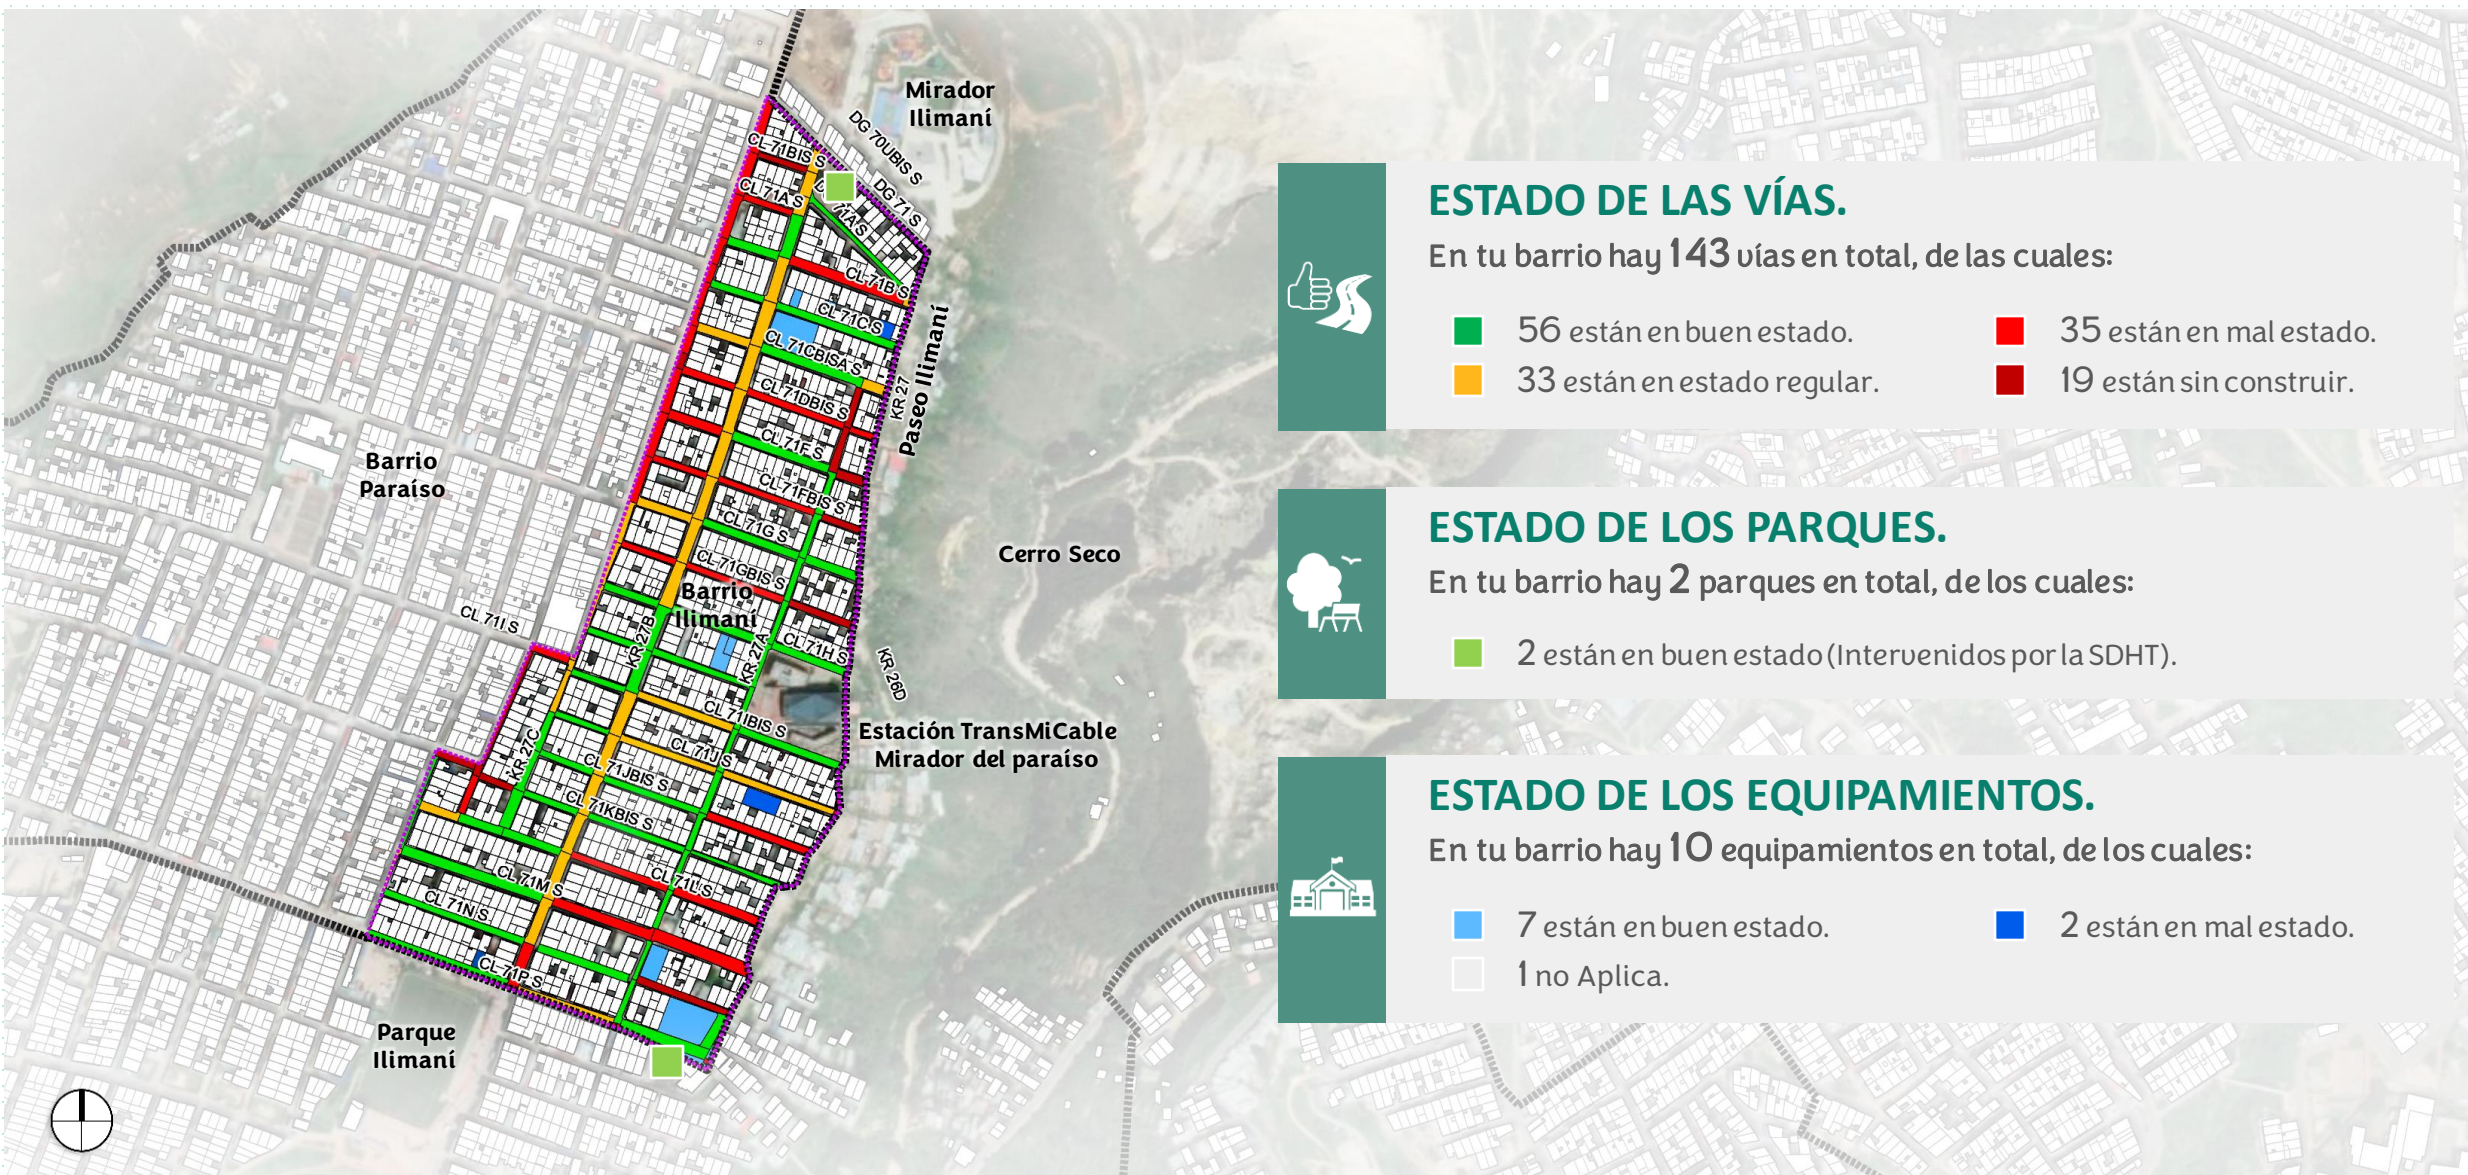 Mirador
Ilimaní
DG 70UBIS S
CL 71BIS S
CL 71A S
DG 71 S
71A S
CL 71B S
CL 71C S
CL 71CBISA S
KR 27
Paseo Ilimaní
CL 71DBIS S
CL 71F S
Barrio
Paraíso
CL 71FBIS S
CL 71G S
Cerro Seco
CL 71GBIS S
Barrio
Ilimaní
CL 71I S
KR 27B
KR 27A
CL 71H S
KR 26D
CL 71IBIS S
Estación TransMiCable
Mirador del paraíso
KR 27C
CL 71J S
CL 71JBIS S
CL 71KBIS S
CL 71L S
CL 71M S
CL 71N S
CL 71P S
Parque
Ilimaní
ESTADO DE LAS VÍAS.
En tu barrio hay 143 vías en total, de las cuales:
56 están en buen estado.
35 están en mal estado.
33 están en estado regular.
19 están sin construir.
ESTADO DE LOS PARQUES.
En tu barrio hay 2 parques en total, de los cuales:
2 están en buen estado (Intervenidos por la SDHT).
ESTADO DE LOS EQUIPAMIENTOS.
En tu barrio hay 10 equipamientos en total, de los cuales:
7 están en buen estado.
2 están en mal estado.
1 no Aplica.